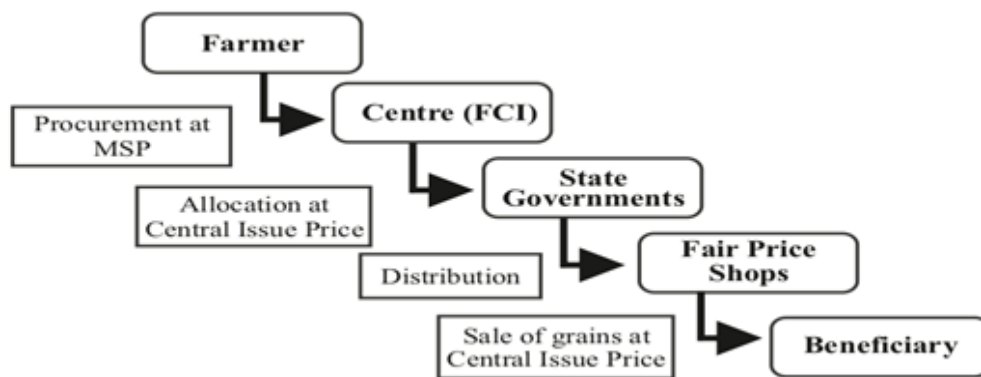 Farmer
Procurement at
MSP
Centre (FCI)
Allocation at
Central Issue Price
State
Governments
Distribution
Fair Price
Shops
Sale of grains at
Central Issue Price
Beneficiary